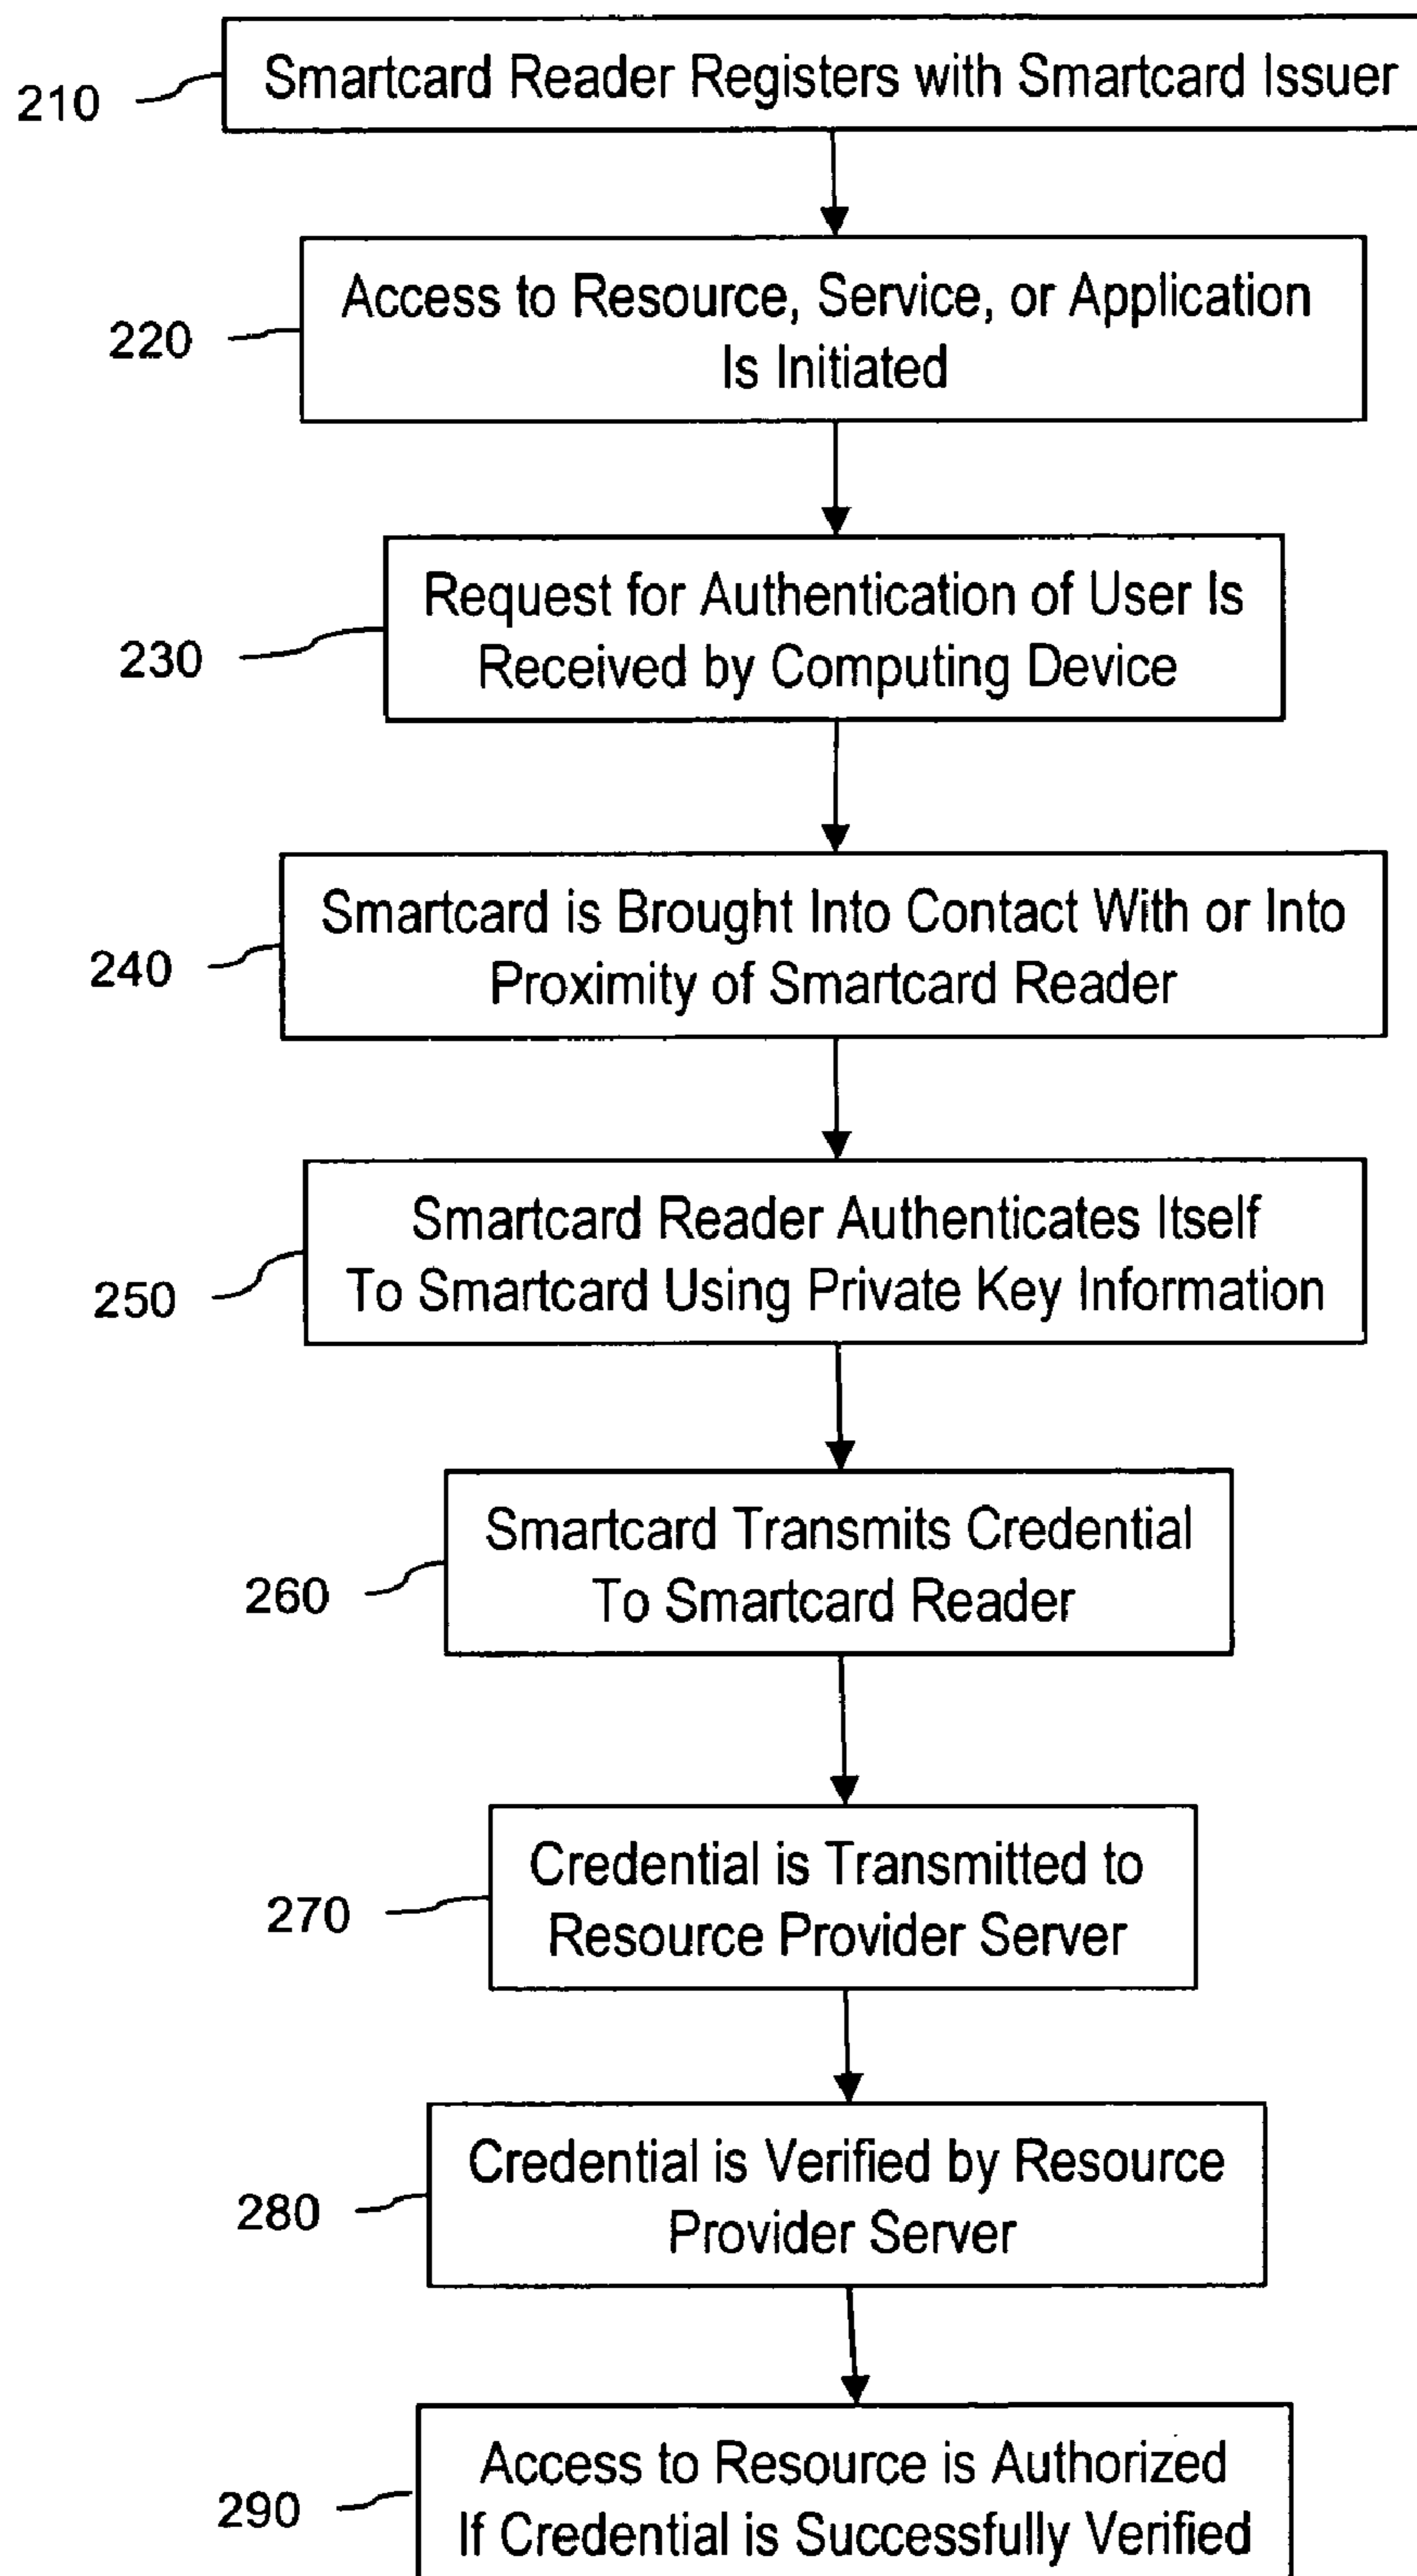 210
Smartcard Reader Registers with Smartcard Issuer
220
Access to Resource, Service, or Application
Is Initiated
230
Request for Authentication of User Is
Received by Computing Device
240
Smartcard is Brought Into Contact With or Into
Proximity of Smartcard Reader
250
Smartcard Reader Authenticates Itself
To Smartcard Using Private Key Information
260
Smartcard Transmits Credential
To Smartcard Reader
270
Credential is Transmitted to
Resource Provider Server
280
Credential is Verified by Resource
Provider Server
290
Access to Resource is Authorized
If Credential is Successfully Verified